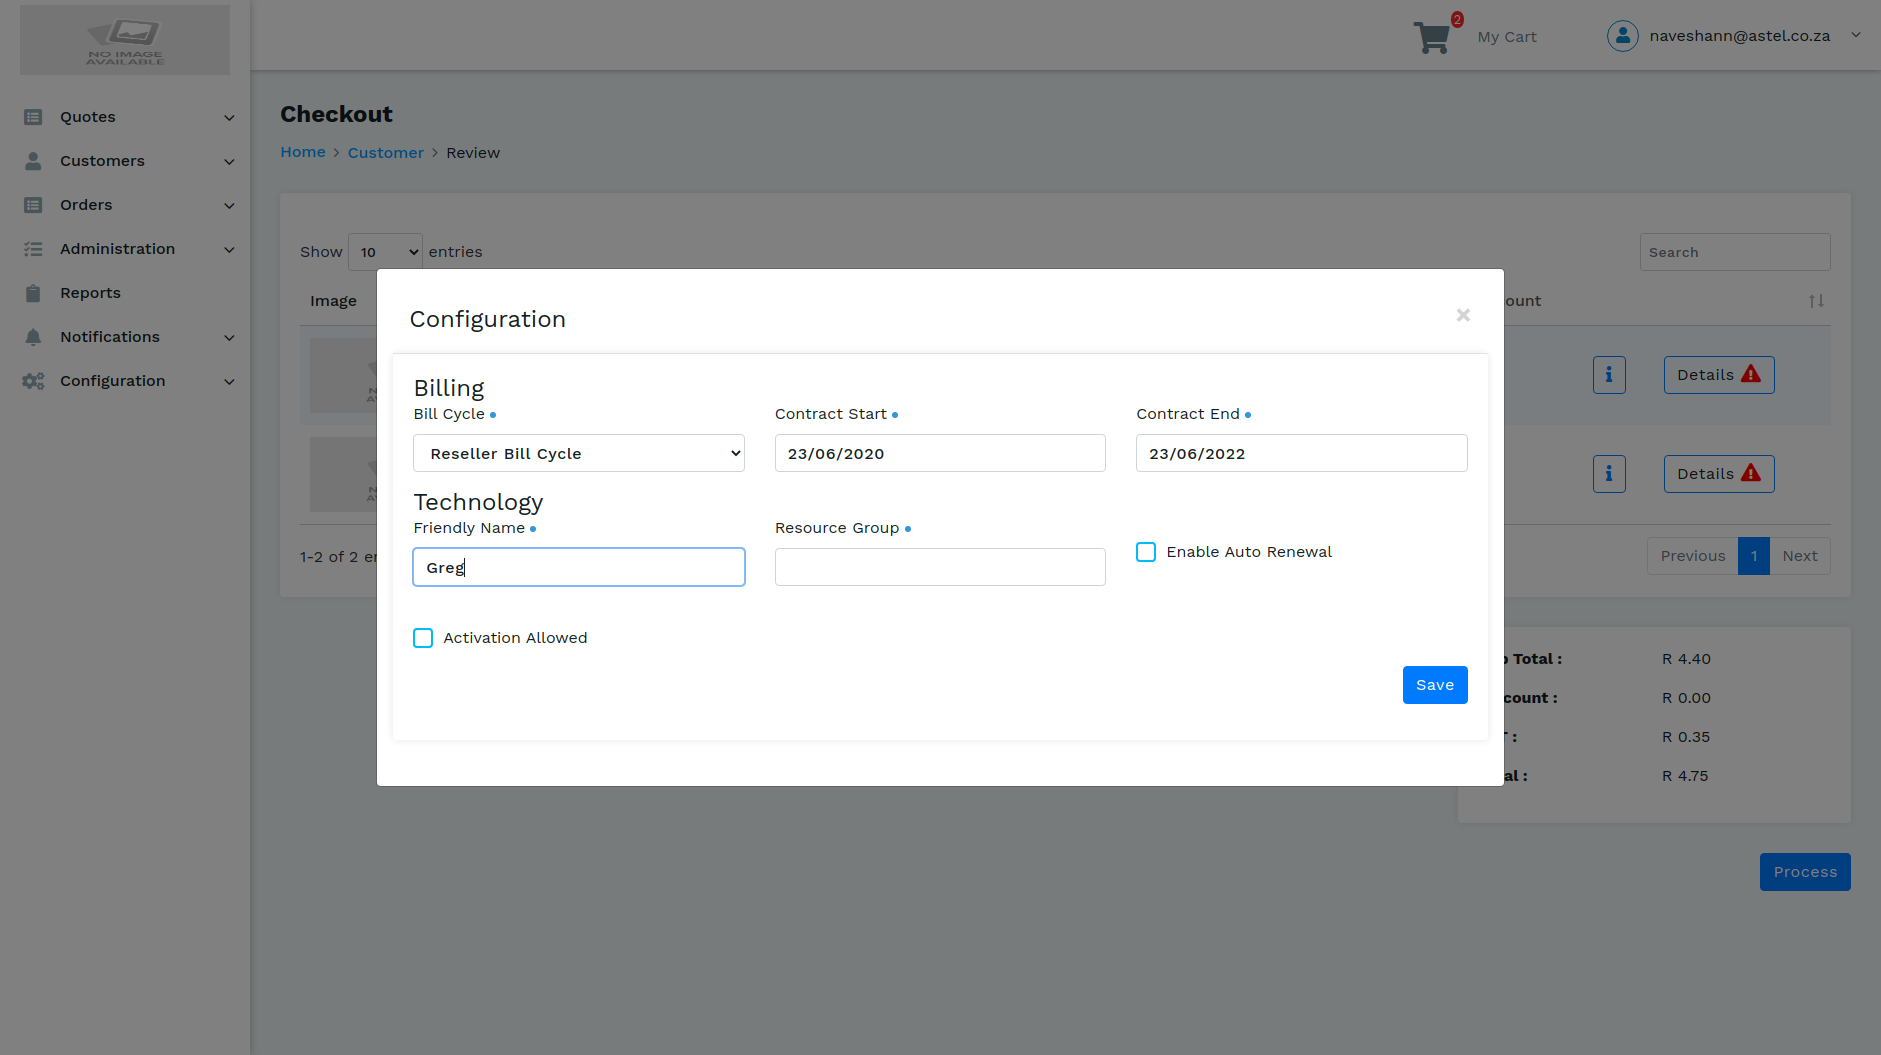 NO IMAGE
AVAILABLE
2
My Cart
naveshann@astel.co.za
Quotes
Customers
Orders
Administration
Reports
Notifications
Configuration
Checkout
Home > Customer > Review
Show 10 entries
Search
Image
ount
Configuration
×
Billing
Bill Cycle
Contract Start
Contract End
Reseller Bill Cycle
23/06/2020
23/06/2022
Technology
Friendly Name
Resource Group
Enable Auto Renewal
Greg
Activation Allowed
Save
i
Details
i
Details
1-2 of 2 e
Previous 1 Next
Total : R 4.40
count : R 0.00
: R 0.35
al : R 4.75
Process